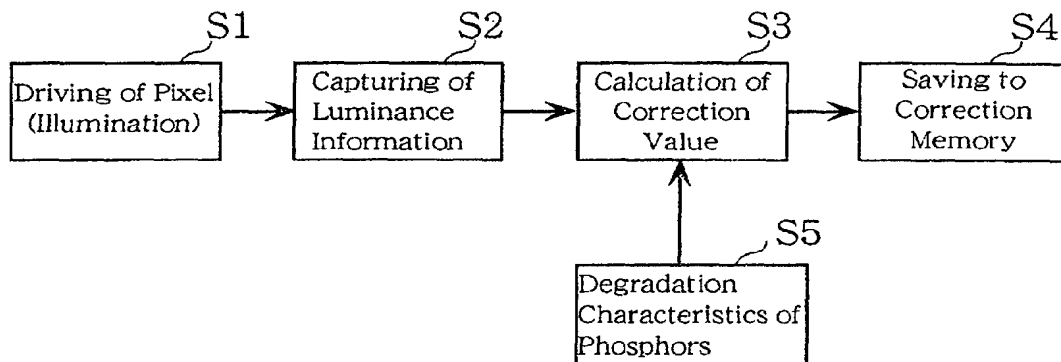 S1
S2
S3
S4
Driving of Pixel
(Illumination)
Capturing of
Luminance
Information
Calculation of
Correction
Value
Saving to
Correction
Memory
S5
Degradation
Characteristics of
Phosphors